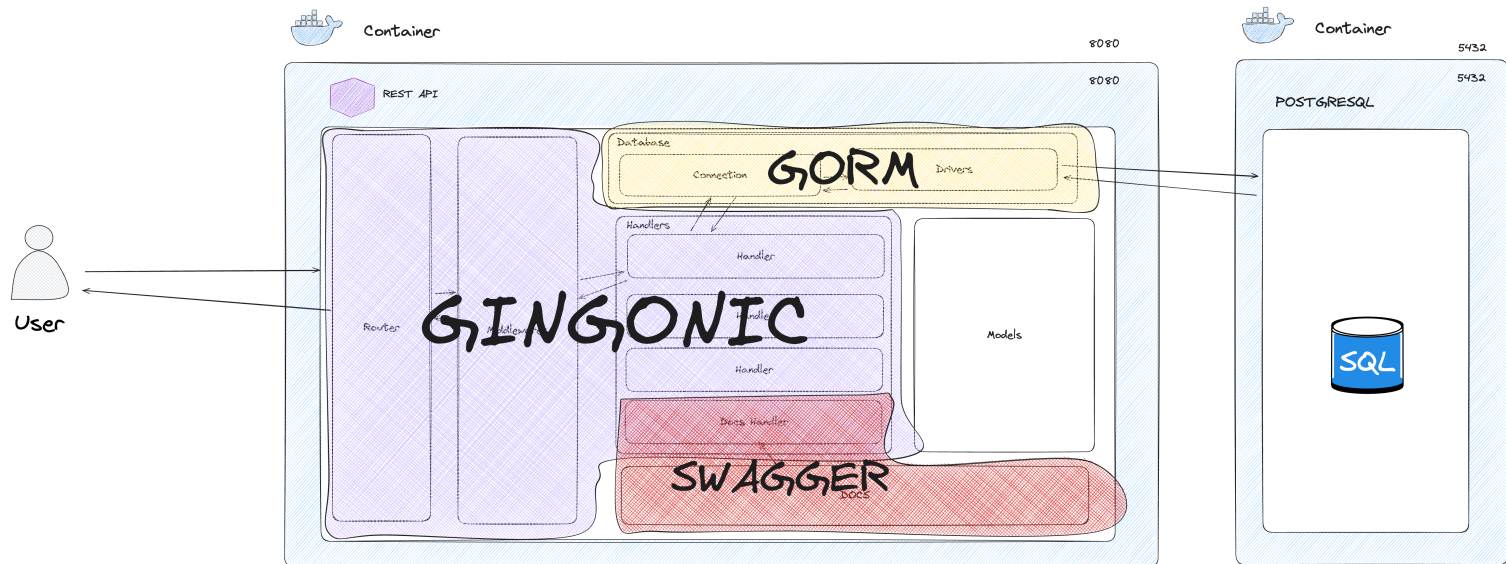 Container
8080
8080
REST API
Database
Connection
GORM
Drivers
Handlers
Handler
Router
GINGONIC
Middleware
Handler
Handler
Models
Docs Handler
SWAGGER
DOCS
User
Container
5432
5432
POSTGRESQL
SQL